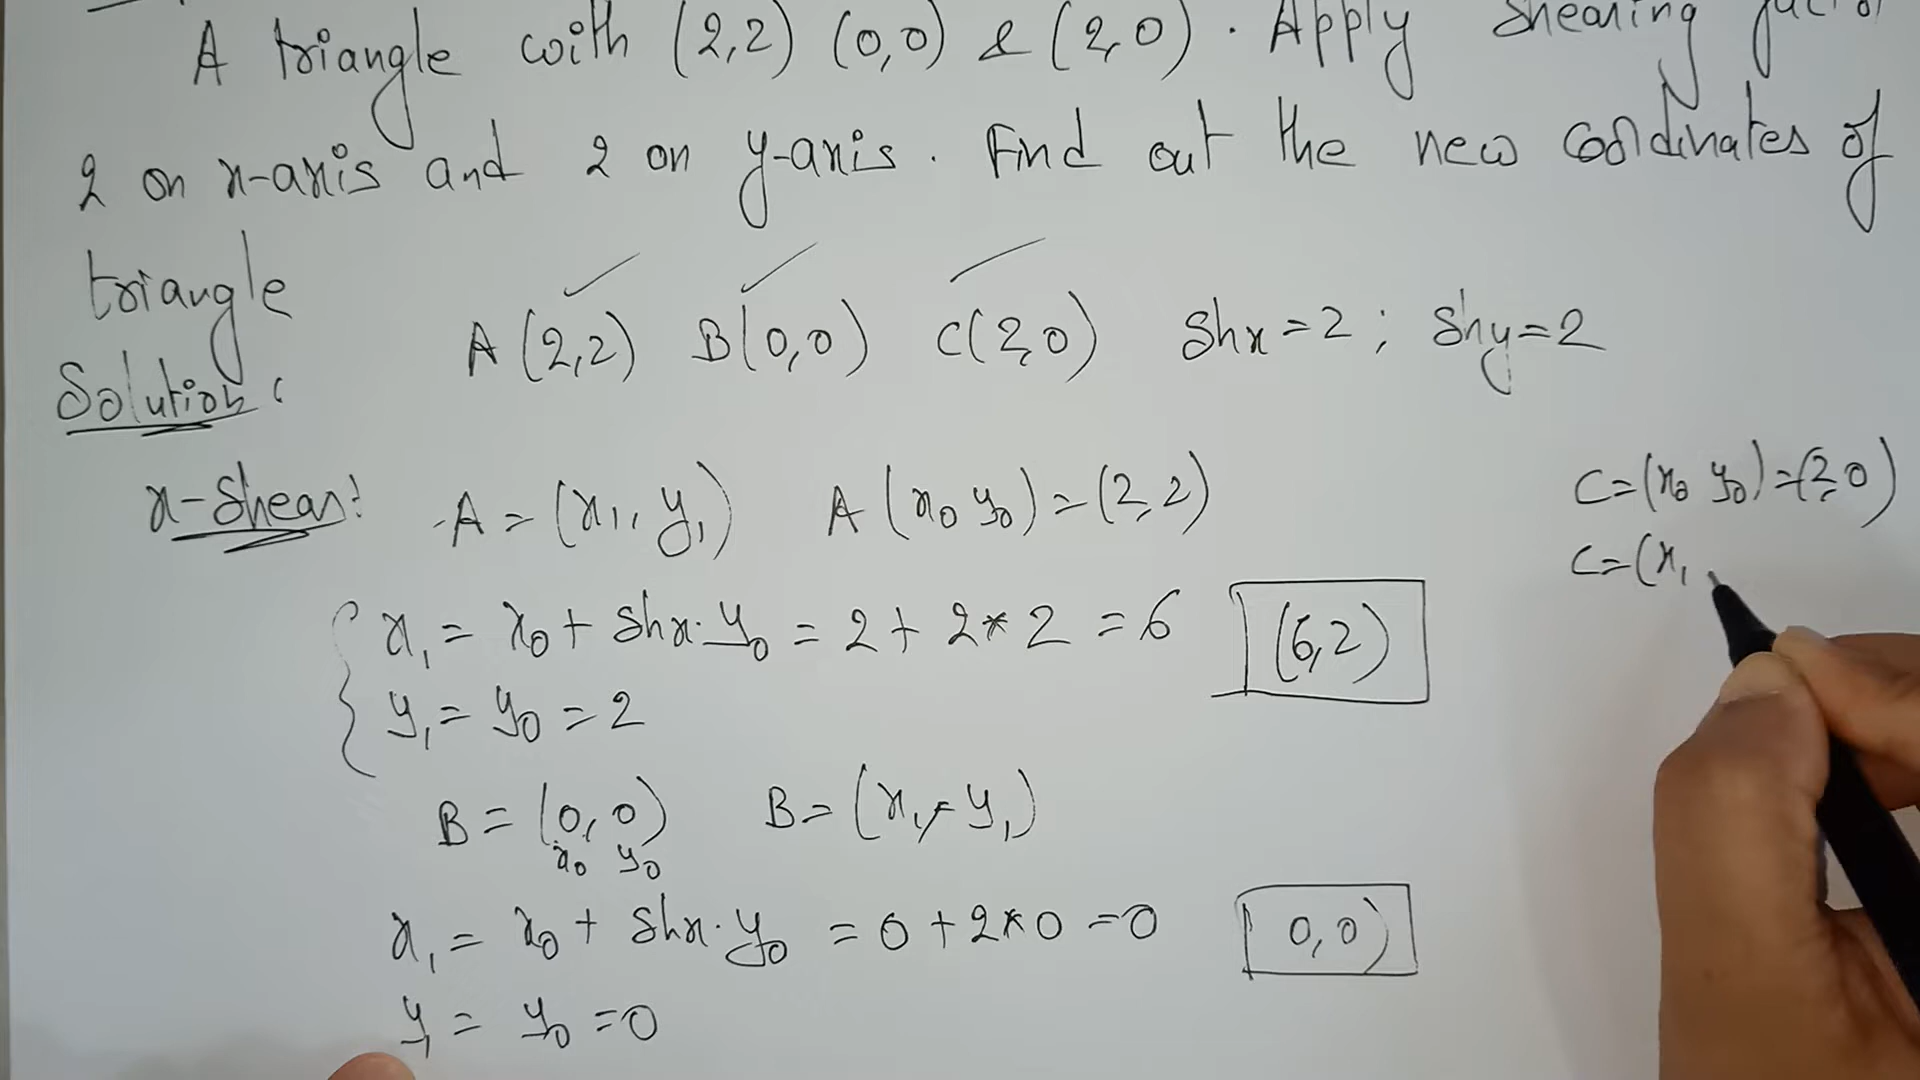 A triangle with (2,2) (0,0) & (2,0). Apply shearing factor
2 on x-axis and 2 on y-axis. Find out the new coordinates of
triangle
A(2,2) B(0,0) C(2,0) Shx=2; Shy=2
Solution:
x-Shear:
A=(x₁, y₁) A(x₀ y₀)=(2,2)
x₁ = x₀+ Shx.y₀ = 2+ 2*2 = 6
(6,2)
y₁= y₀ =2
B=(0,0) B=(x₁, y₁)
x₀ y₀
x₁ = x₀+ Shx.y₀ = 0+2*0 =0
(0,0)
y₁ = y₀ =0
C=(x₀ y₀)=(2,0)
C=(x₁